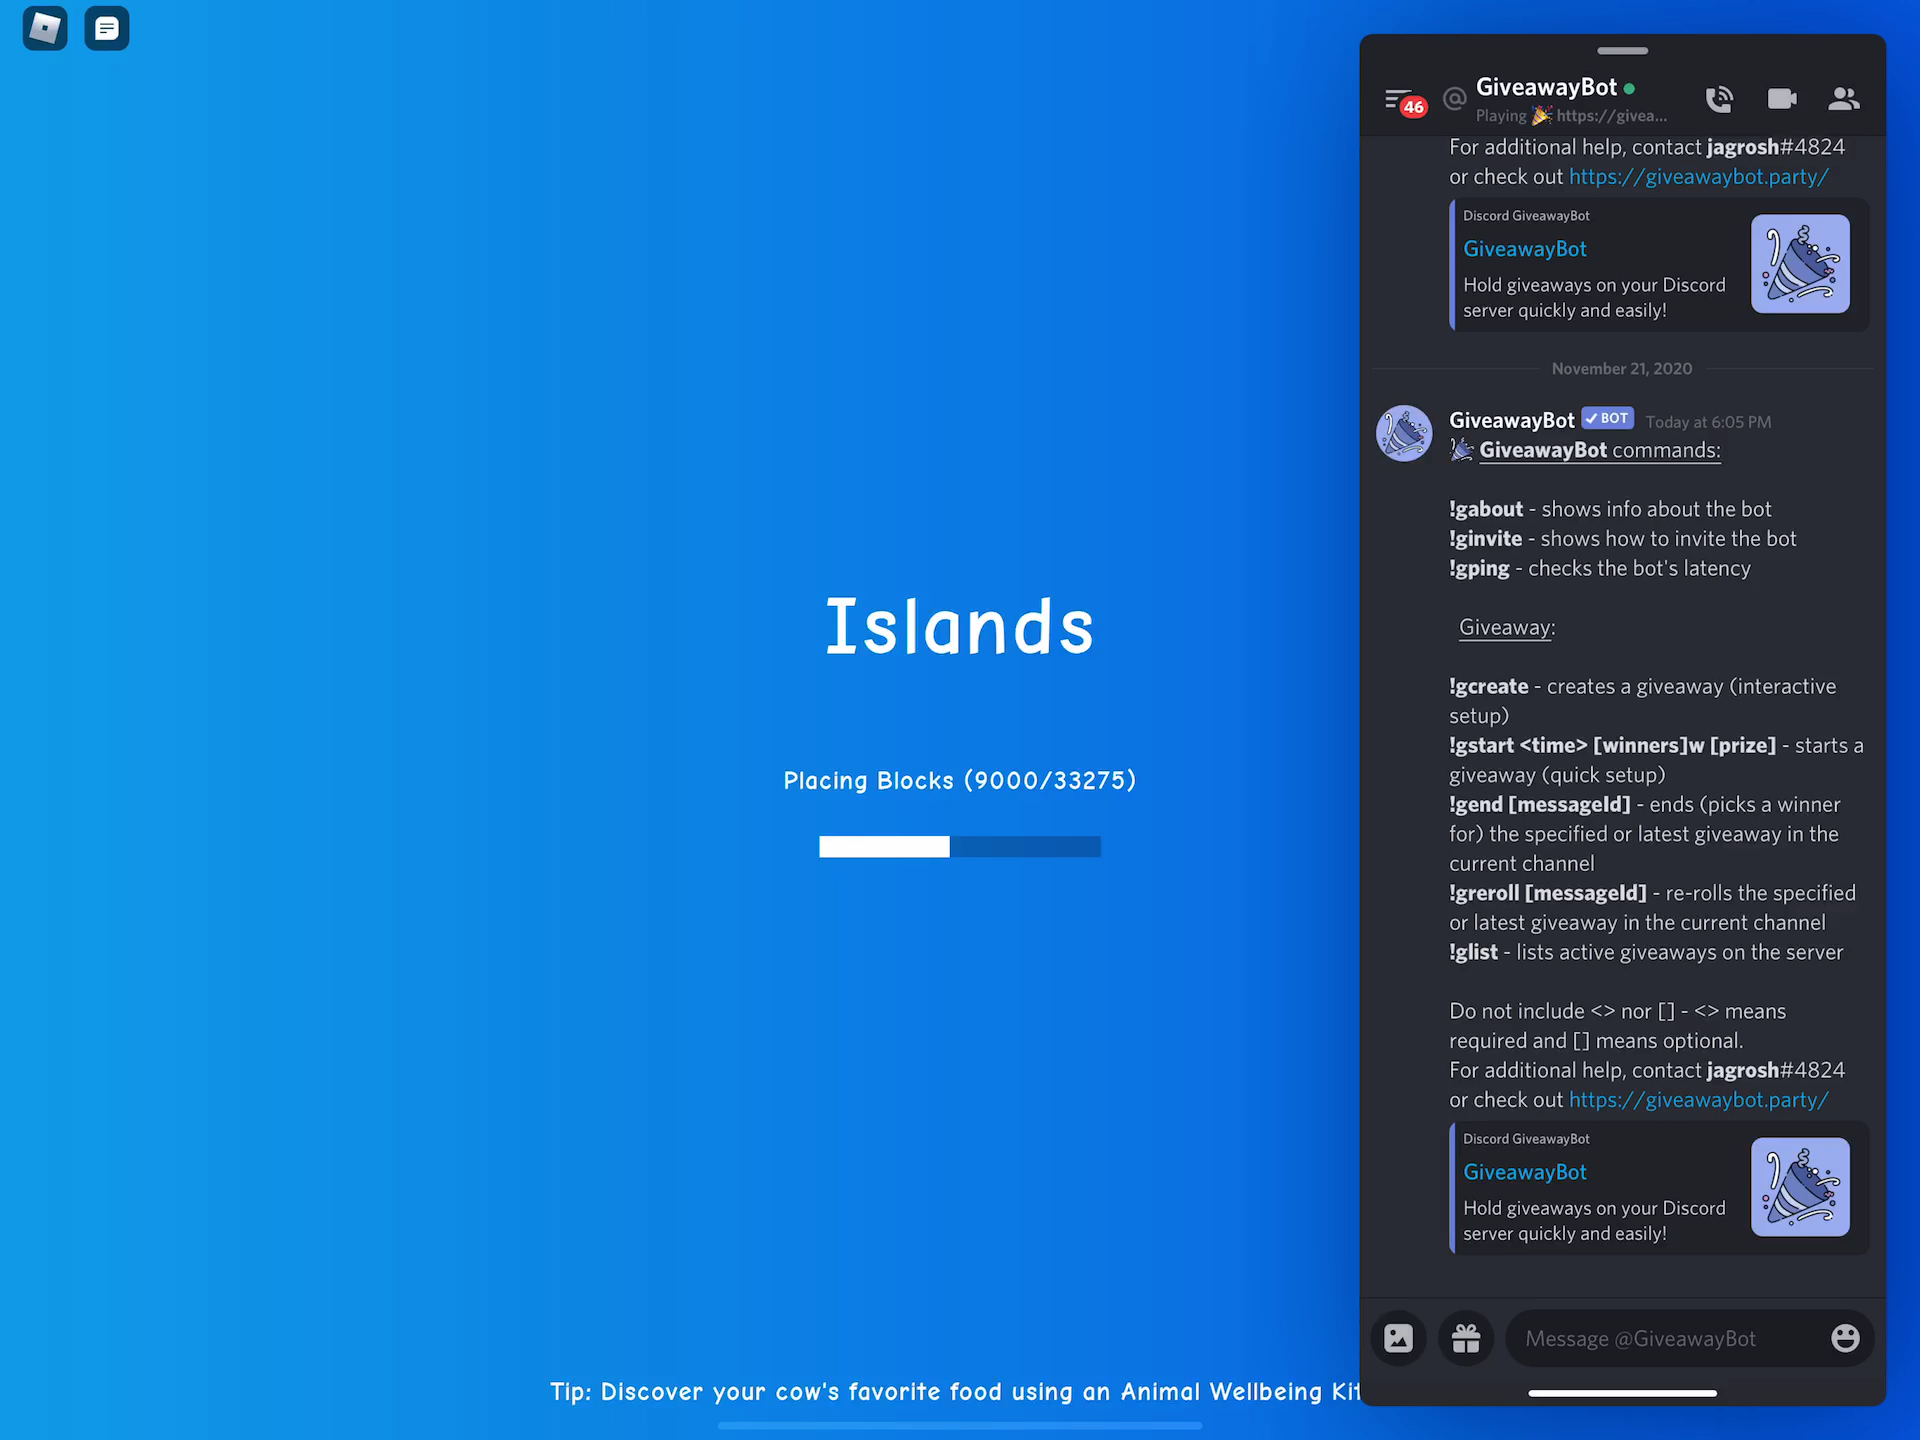 Islands
Placing Blocks (9000/33275)
Tip: Discover your cow's favorite food using an Animal Wellbeing Kit
46
@ GiveawayBot
Playing 🎉 https://givea...
For additional help, contact jagrosh#4824
or check out https://giveawaybot.party/
Discord GiveawayBot
GiveawayBot
Hold giveaways on your Discord
server quickly and easily!
November 21, 2020
GiveawayBot ✓ BOT Today at 6:05 PM
🎉 GiveawayBot commands:
!gabout - shows info about the bot
!ginvite - shows how to invite the bot
!gping - checks the bot's latency
Giveaway:
!gcreate - creates a giveaway (interactive
setup)
!gstart <time> [winners]w [prize] - starts a
giveaway (quick setup)
!gend [messageId] - ends (picks a winner
for) the specified or latest giveaway in the
current channel
!greroll [messageId] - re-rolls the specified
or latest giveaway in the current channel
!glist - lists active giveaways on the server
Do not include <> nor [] - <> means
required and [] means optional.
For additional help, contact jagrosh#4824
or check out https://giveawaybot.party/
Discord GiveawayBot
GiveawayBot
Hold giveaways on your Discord
server quickly and easily!
Message @GiveawayBot